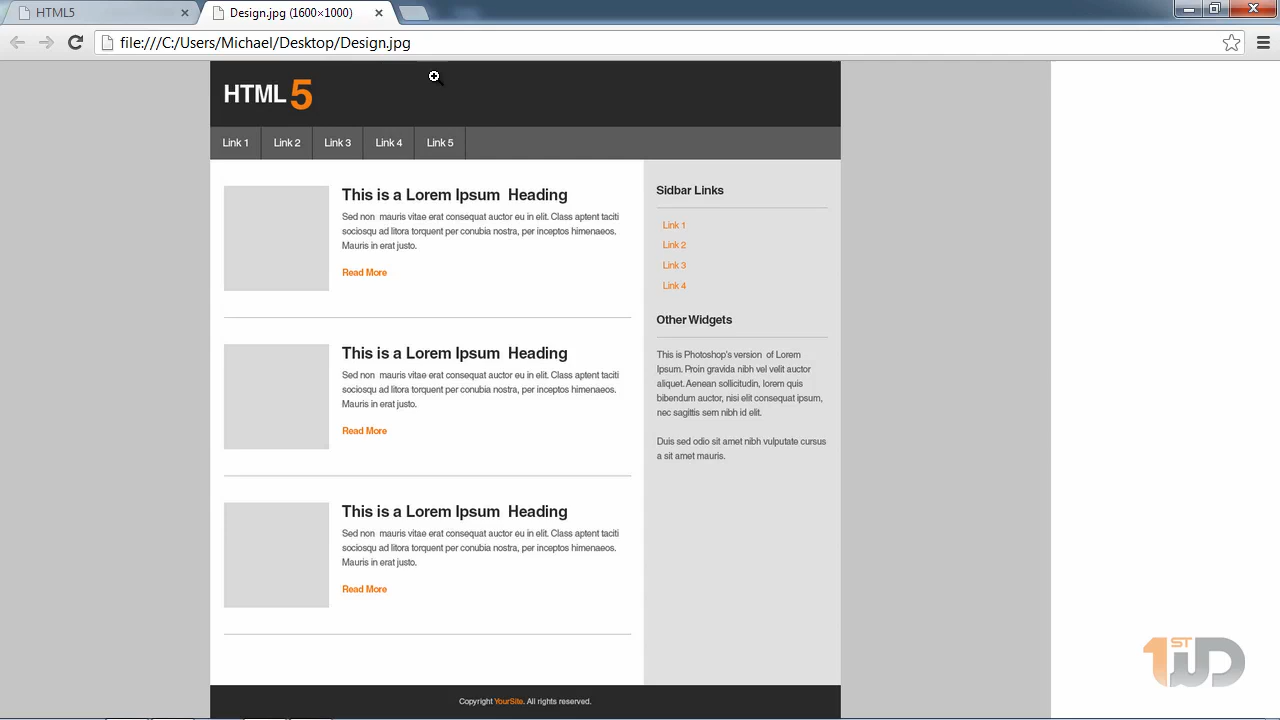 HTML5
(1600×1000)
file:///C:/Users/Michael/Desktop/Design.jpg
HTML 5
Link 1 Link 2 Link 3 Link 4 Link 5
This is a Lorem Ipsum Heading
Sed non mauris vitae erat consequat auctor eu in elit. Class aptent taciti
sociosqu ad litora torquent per conubia nostra, per inceptos himenaeos.
Mauris in erat justo.
Read More
This is a Lorem Ipsum Heading
Sed non mauris vitae erat consequat auctor eu in elit. Class aptent taciti
sociosqu ad litora torquent per conubia nostra, per inceptos himenaeos.
Mauris in erat justo.
Read More
This is a Lorem Ipsum Heading
Sed non mauris vitae erat consequat auctor eu in elit. Class aptent taciti
sociosqu ad litora torquent per conubia nostra, per inceptos himenaeos.
Mauris in erat justo.
Read More
Sidbar Links
Link 1
Link 2
Link 3
Link 4
Other Widgets
This is Photoshop's version of Lorem
Ipsum. Proin gravida nibh vel velit auctor
aliquet. Aenean sollicitudin, lorem quis
bibendum auctor, nisi elit consequat ipsum,
nec sagittis sem nibh id elit.
Duis sed odio sit amet nibh vulputate cursus
a sit amet mauris.
Copyright YourSite. All rights reserved.
1ST WD